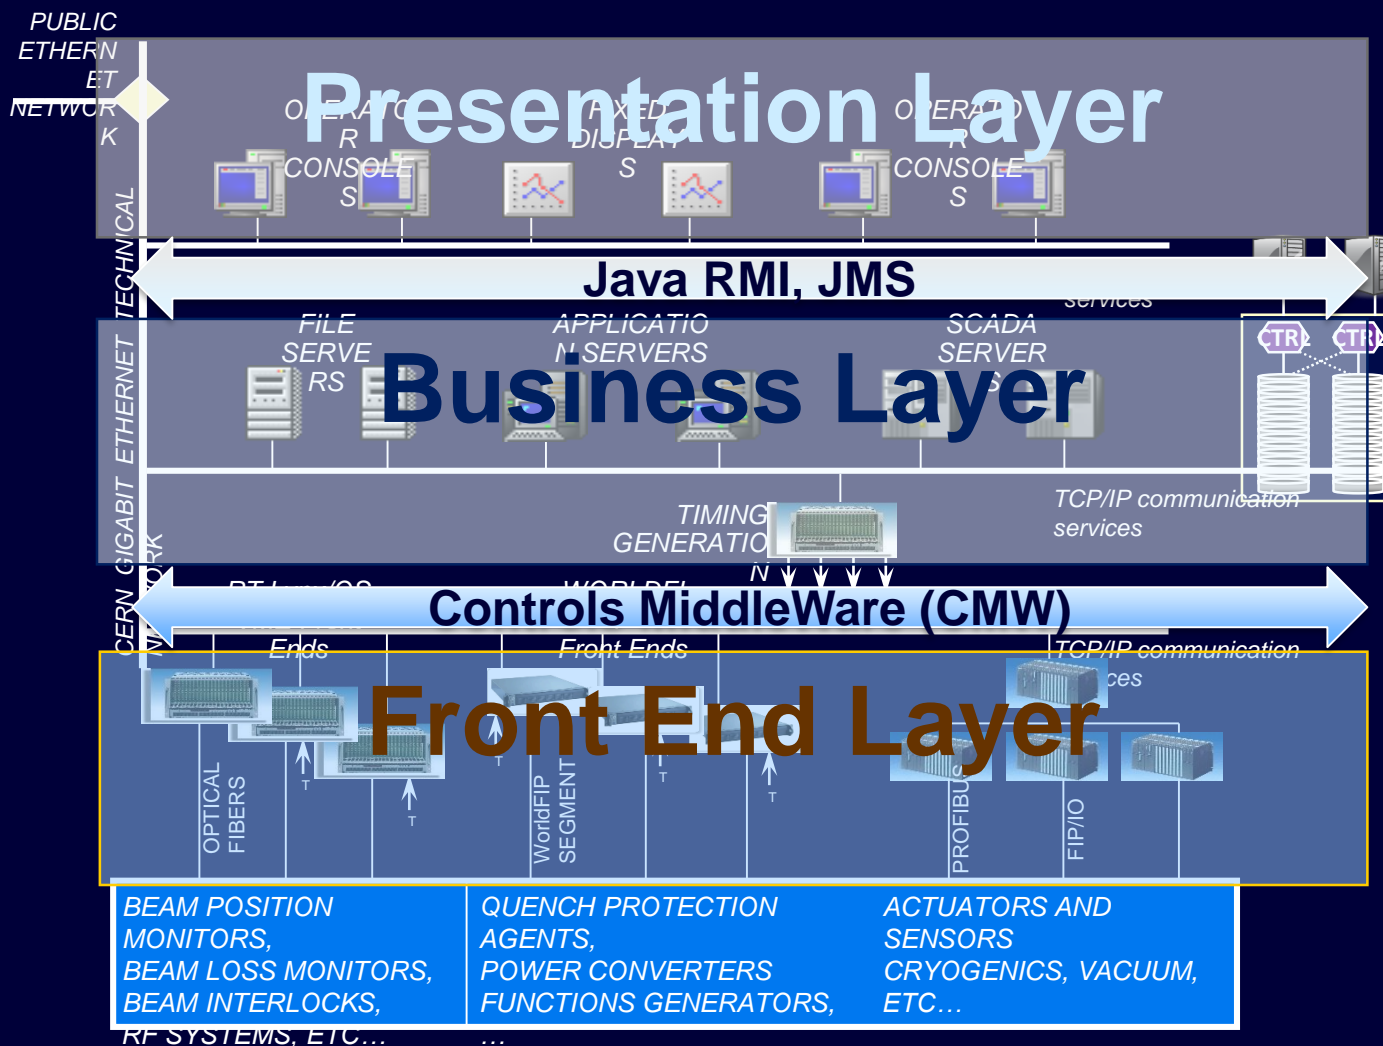 PUBLIC
ETHERN
ET
NETWOR
K
Presentation Layer
OPERATO
R
CONSOLE
S
FIXED
DISPLAY
S
OPERATO
R
CONSOLE
S
CERN GIGABIT ETHERNET TECHNICAL
NETWORK
Java RMI, JMS
services
FILE
SERVE
RS
APPLICATIO
N SERVERS
SCADA
SERVER
S
CTRL
CTRL
Business Layer
TIMING
GENERATIO
N
TCP/IP communication
services
Controls MiddleWare (CMW)
Ends
Front Ends
TCP/IP communication
Front End Layer
T
T
T
T
T
OPTICAL
FIBERS
WorldFIP
SEGMENT
PROFIBUS
FIP/IO
BEAM POSITION
MONITORS,
BEAM LOSS MONITORS,
BEAM INTERLOCKS,
RF SYSTEMS, ETC…
QUENCH PROTECTION
AGENTS,
POWER CONVERTERS
FUNCTIONS GENERATORS,
…
ACTUATORS AND
SENSORS
CRYOGENICS, VACUUM,
ETC…